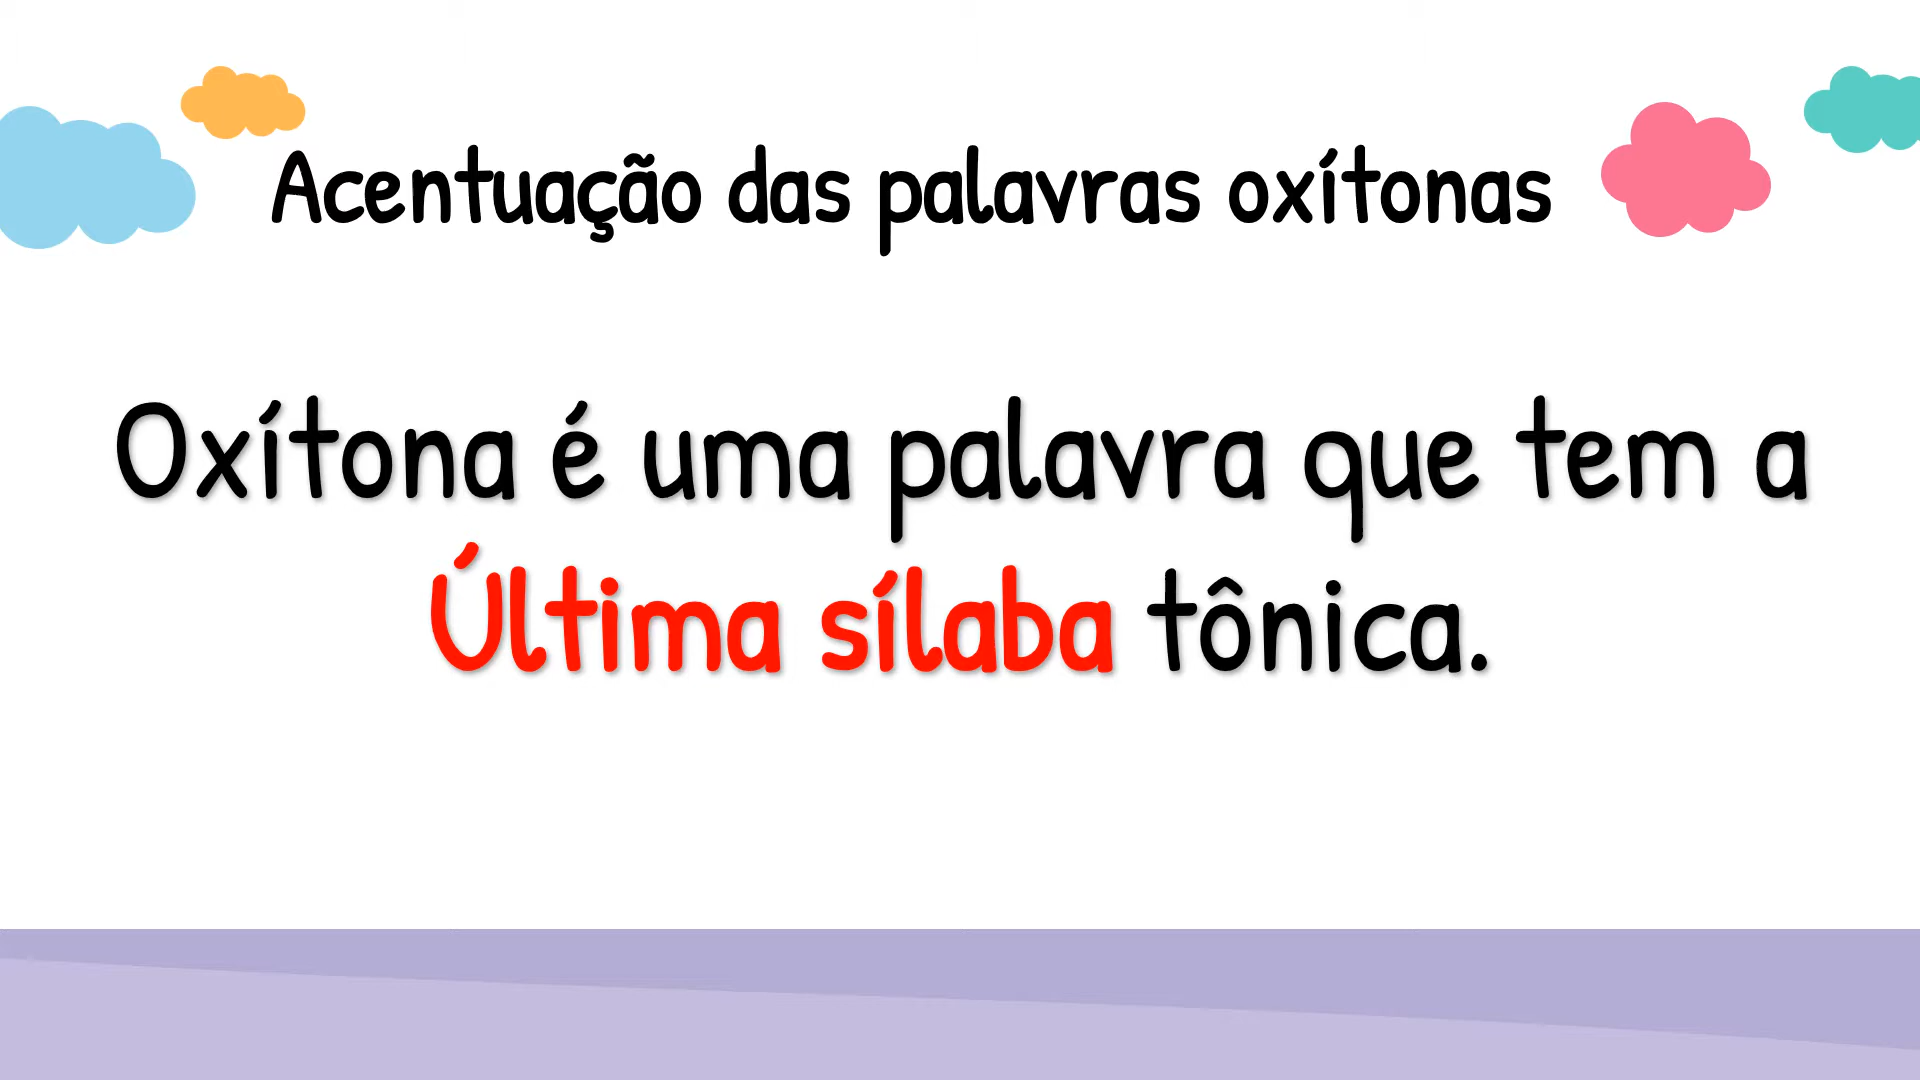 Acentuação das palavras oxítonas
Oxítona é uma palavra que tem a
Última sílaba tônica.